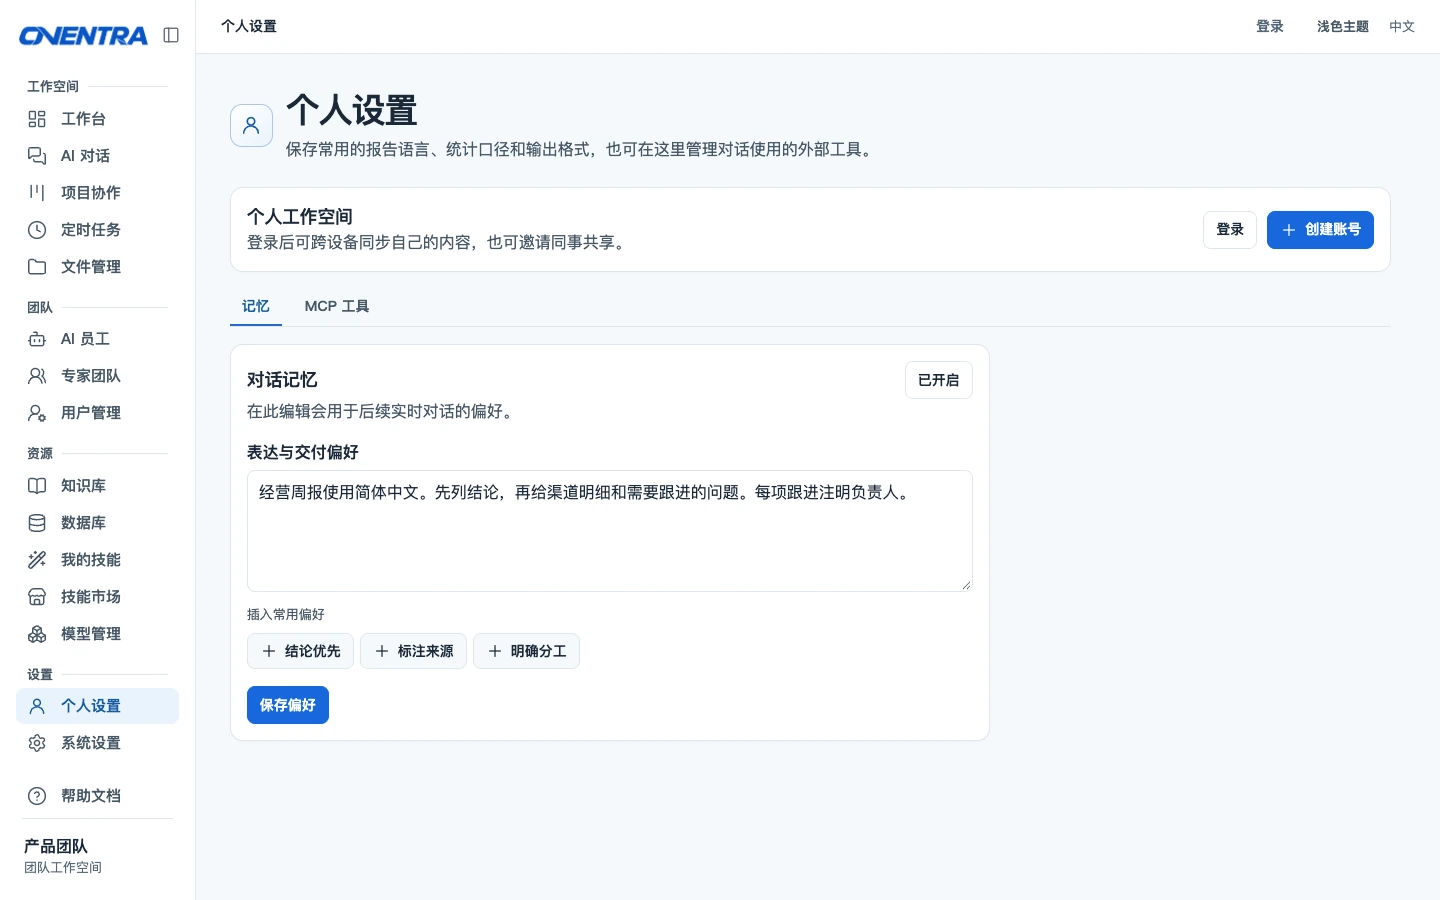 CNENTRA
工作空间
工作台
AI 对话
项目协作
定时任务
文件管理
团队
AI 员工
专家团队
用户管理
资源
知识库
数据库
我的技能
技能市场
模型管理
设置
个人设置
系统设置
帮助文档
产品团队
团队工作空间
个人设置
登录
浅色主题
中文
个人设置
保存常用的报告语言、统计口径和输出格式，也可在这里管理对话使用的外部工具。
个人工作空间
登录后可跨设备同步自己的内容，也可邀请同事共享。
登录
创建账号
记忆
MCP 工具
对话记忆
已开启
在此编辑会用于后续实时对话的偏好。
表达与交付偏好
经营周报使用简体中文。先列结论，再给渠道明细和需要跟进的问题。每项跟进注明负责人。
插入常用偏好
结论优先
标注来源
明确分工
保存偏好